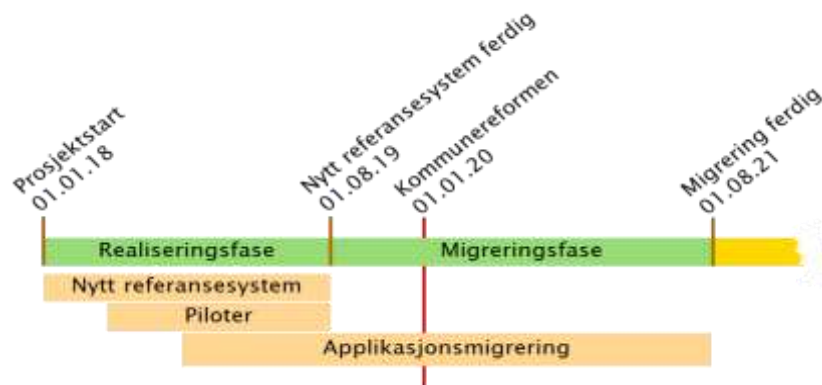 Prosjektstart
01.01.18
Nytt referansesystem ferdig
01.08.19
Kommunereformen
01.01.20
Migrering ferdig
01.08.21
Realiseringsfase
Migreringsfase
Nytt referansesystem
Piloter
Applikasjonsmigrering